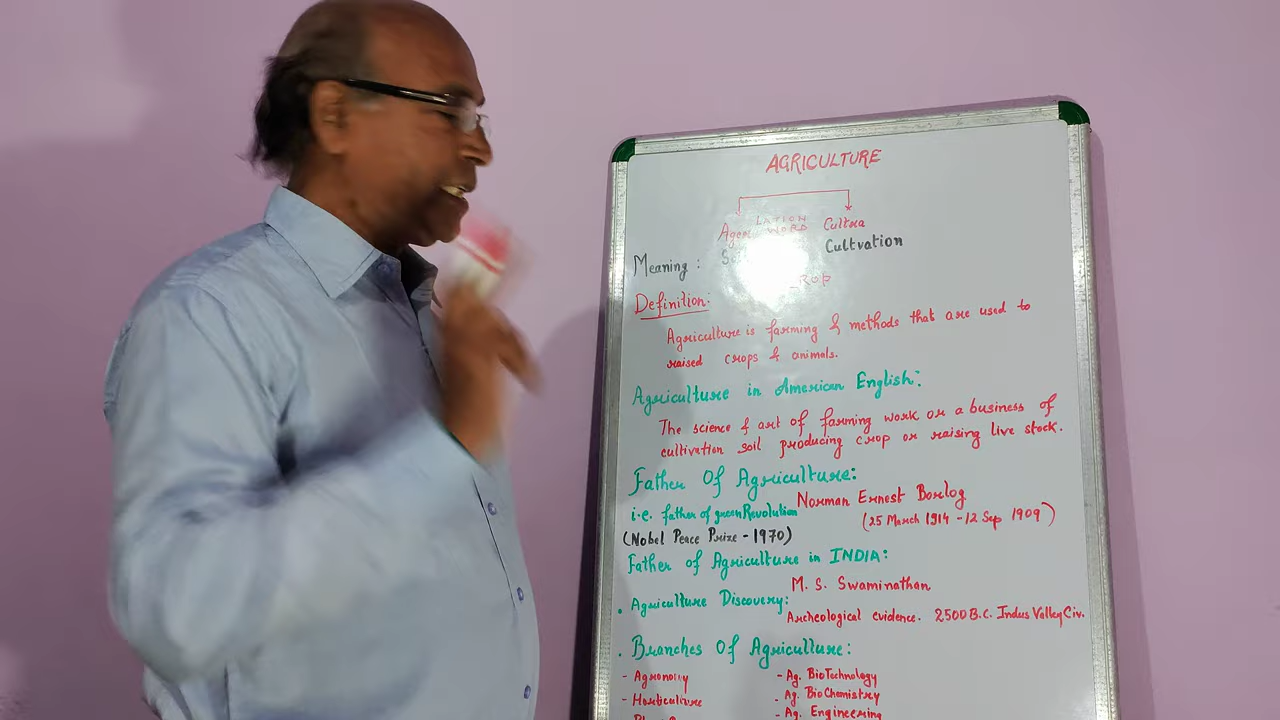 AGRICULTURE
LATION WORD
Ager Cultra
Cultvation
Meaning :
Definition:
Agriculture is farming & methods that are used to
raised crops & animals.
Agriculture in American English:
The science & art of farming work or a business of
cultivation soil producing crop or raising live stock.
Father Of Agriculture:
i.e. father of green Revolution Norman Ernest Borlog
(25 March 1914 - 12 Sep 1909)
(Nobel Peace Prize - 1970)
Father of Agriculture in INDIA:
M. S. Swaminathan
. Agriculture Discovery:
Archeological evidence. 2500 B.C. Indus Valley Civ.
. Branches Of Agriculture:
- Agronomy - Ag. BioTechnology
- Horticulture - Ag. BioChemistry
- Ag. Engineering